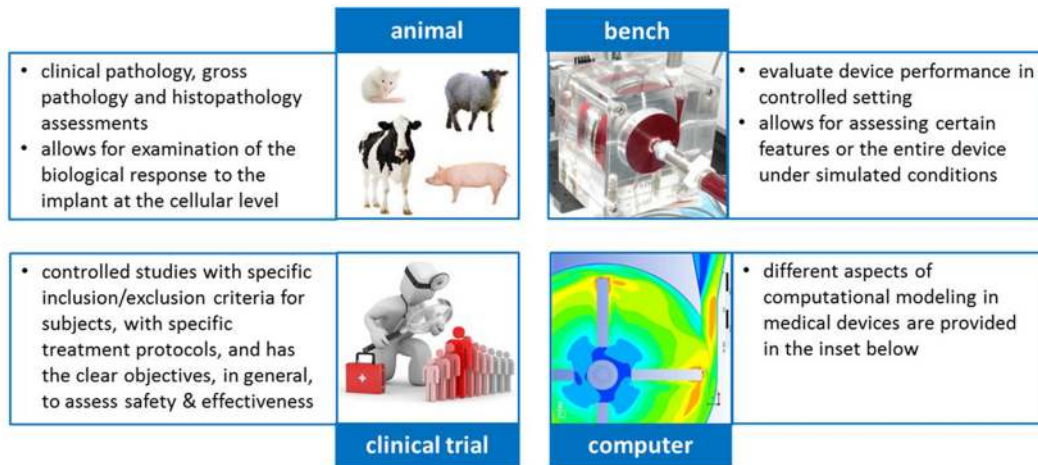 animal
bench
• clinical pathology, gross
pathology and histopathology
assessments
• allows for examination of the
biological response to the
implant at the cellular level
• evaluate device performance in
controlled setting
• allows for assessing certain
features or the entire device
under simulated conditions
• controlled studies with specific
inclusion/exclusion criteria for
subjects, with specific
treatment protocols, and has
the clear objectives, in general,
to assess safety & effectiveness
• different aspects of
computational modeling in
medical devices are provided
in the inset below
clinical trial
computer